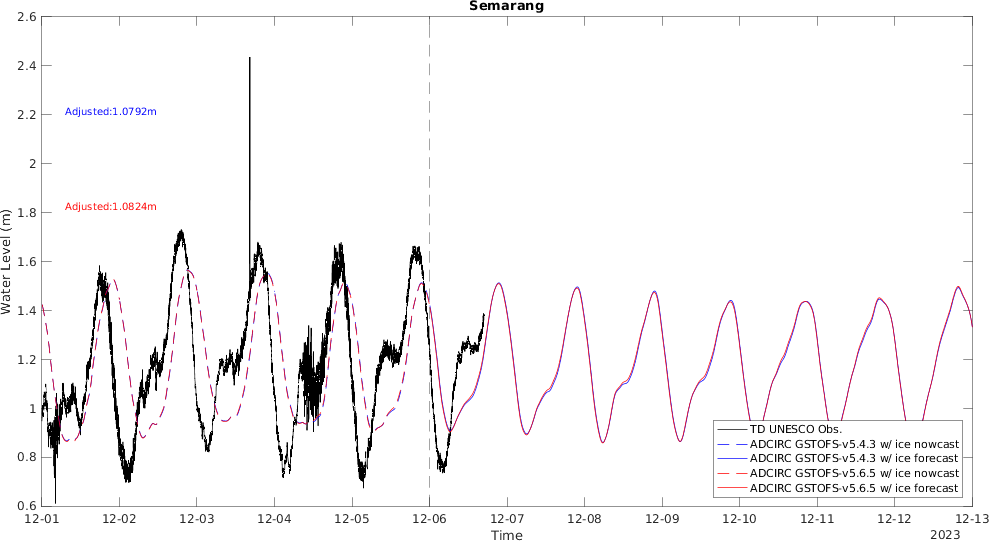 Semarang
2.6
2.4
2.2
2
1.8
1.6
1.4
1.2
1
0.8
0.6
Water Level (m)
Adjusted:1.0792m
Adjusted:1.0824m
TD UNESCO Obs.
ADCIRC GSTOFS-v5.4.3 w/ ice nowcast
ADCIRC GSTOFS-v5.4.3 w/ ice forecast
ADCIRC GSTOFS-v5.6.5 w/ ice nowcast
ADCIRC GSTOFS-v5.6.5 w/ ice forecast
12-01 12-02 12-03 12-04 12-05 12-06 12-07 12-08 12-09 12-10 12-11 12-12 12-13
Time
2023